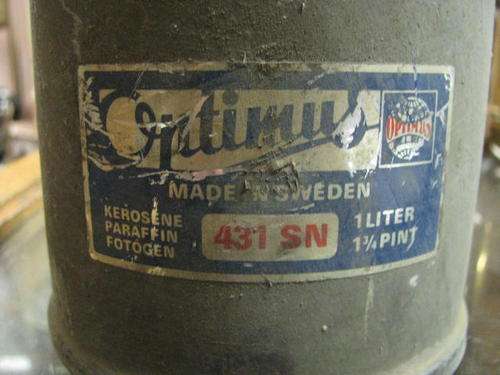 Optimus
OPTIMUS
MADE IN SWEDEN
KEROSENE
PARAFFIN
FOTOGEN
431 SN
1 LITER
1¾ PINT